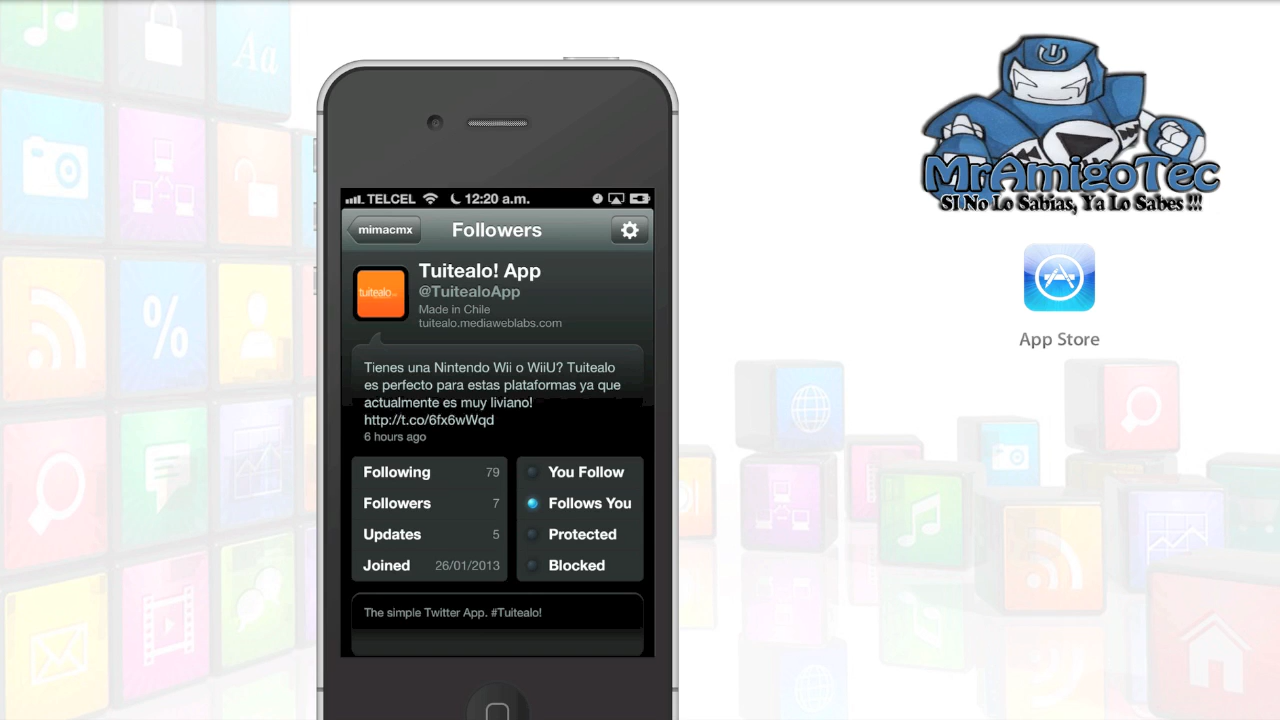 Aa
%
MrAmigoTec
SI No Lo Sabias, Ya Lo Sabes !!!
App Store
TELCEL 12:20 a.m.
mimacmx
Followers
tuitealo
Tuitealo! App
@TuitealoApp
Made in Chile
tuitealo.mediaweblabs.com
Tienes una Nintendo Wii o WiiU? Tuitealo
es perfecto para estas plataformas ya que
actualmente es muy liviano!
http://t.co/6fx6wWqd
6 hours ago
Following 79
Followers 7
Updates 5
Joined 26/01/2013
You Follow
Follows You
Protected
Blocked
The simple Twitter App. #Tuitealo!